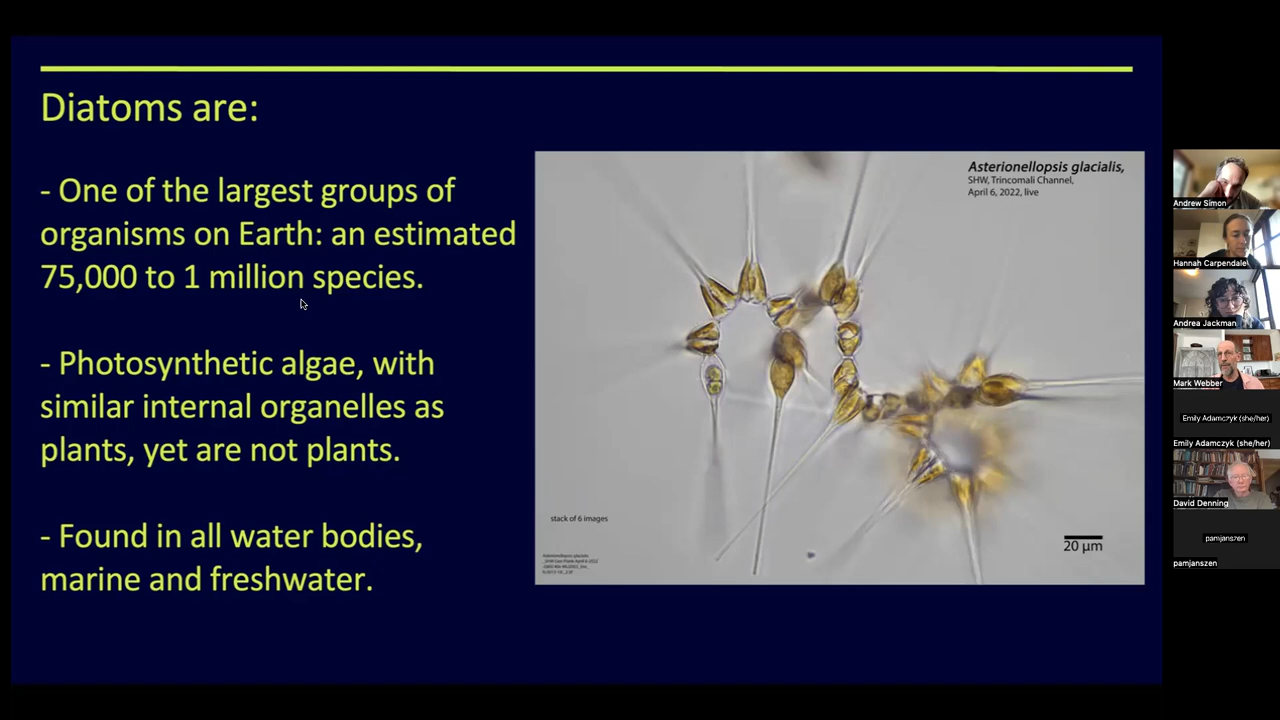 Diatoms are:
- One of the largest groups of
organisms on Earth: an estimated
75,000 to 1 million species.
- Photosynthetic algae, with
similar internal organelles as
plants, yet are not plants.
- Found in all water bodies,
marine and freshwater.
Asterionellopsis glacialis,
SHW, Trincomali Channel,
April 6, 2022, live
stack of 6 images
20 µm
Andrew Simon
Hannah Carpendale
Andrea Jackman
Mark Webber
Emily Adamczyk (she/her)
Emily Adamczyk (she/her)
David Denning
pamjanszen
pamjanszen